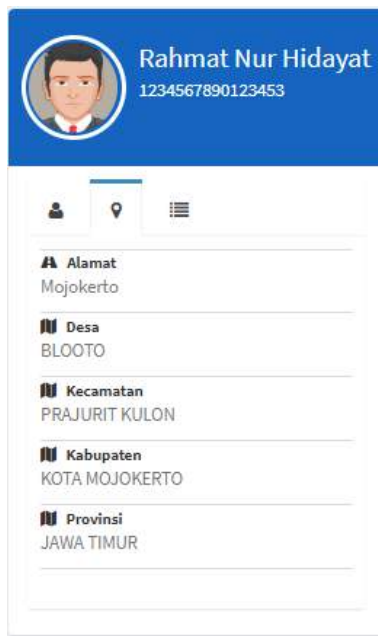 Rahmat Nur Hidayat
1234567890123453
Alamat
Mojokerto
Desa
BLOOTO
Kecamatan
PRAJURIT KULON
Kabupaten
KOTA MOJOKERTO
Provinsi
JAWA TIMUR